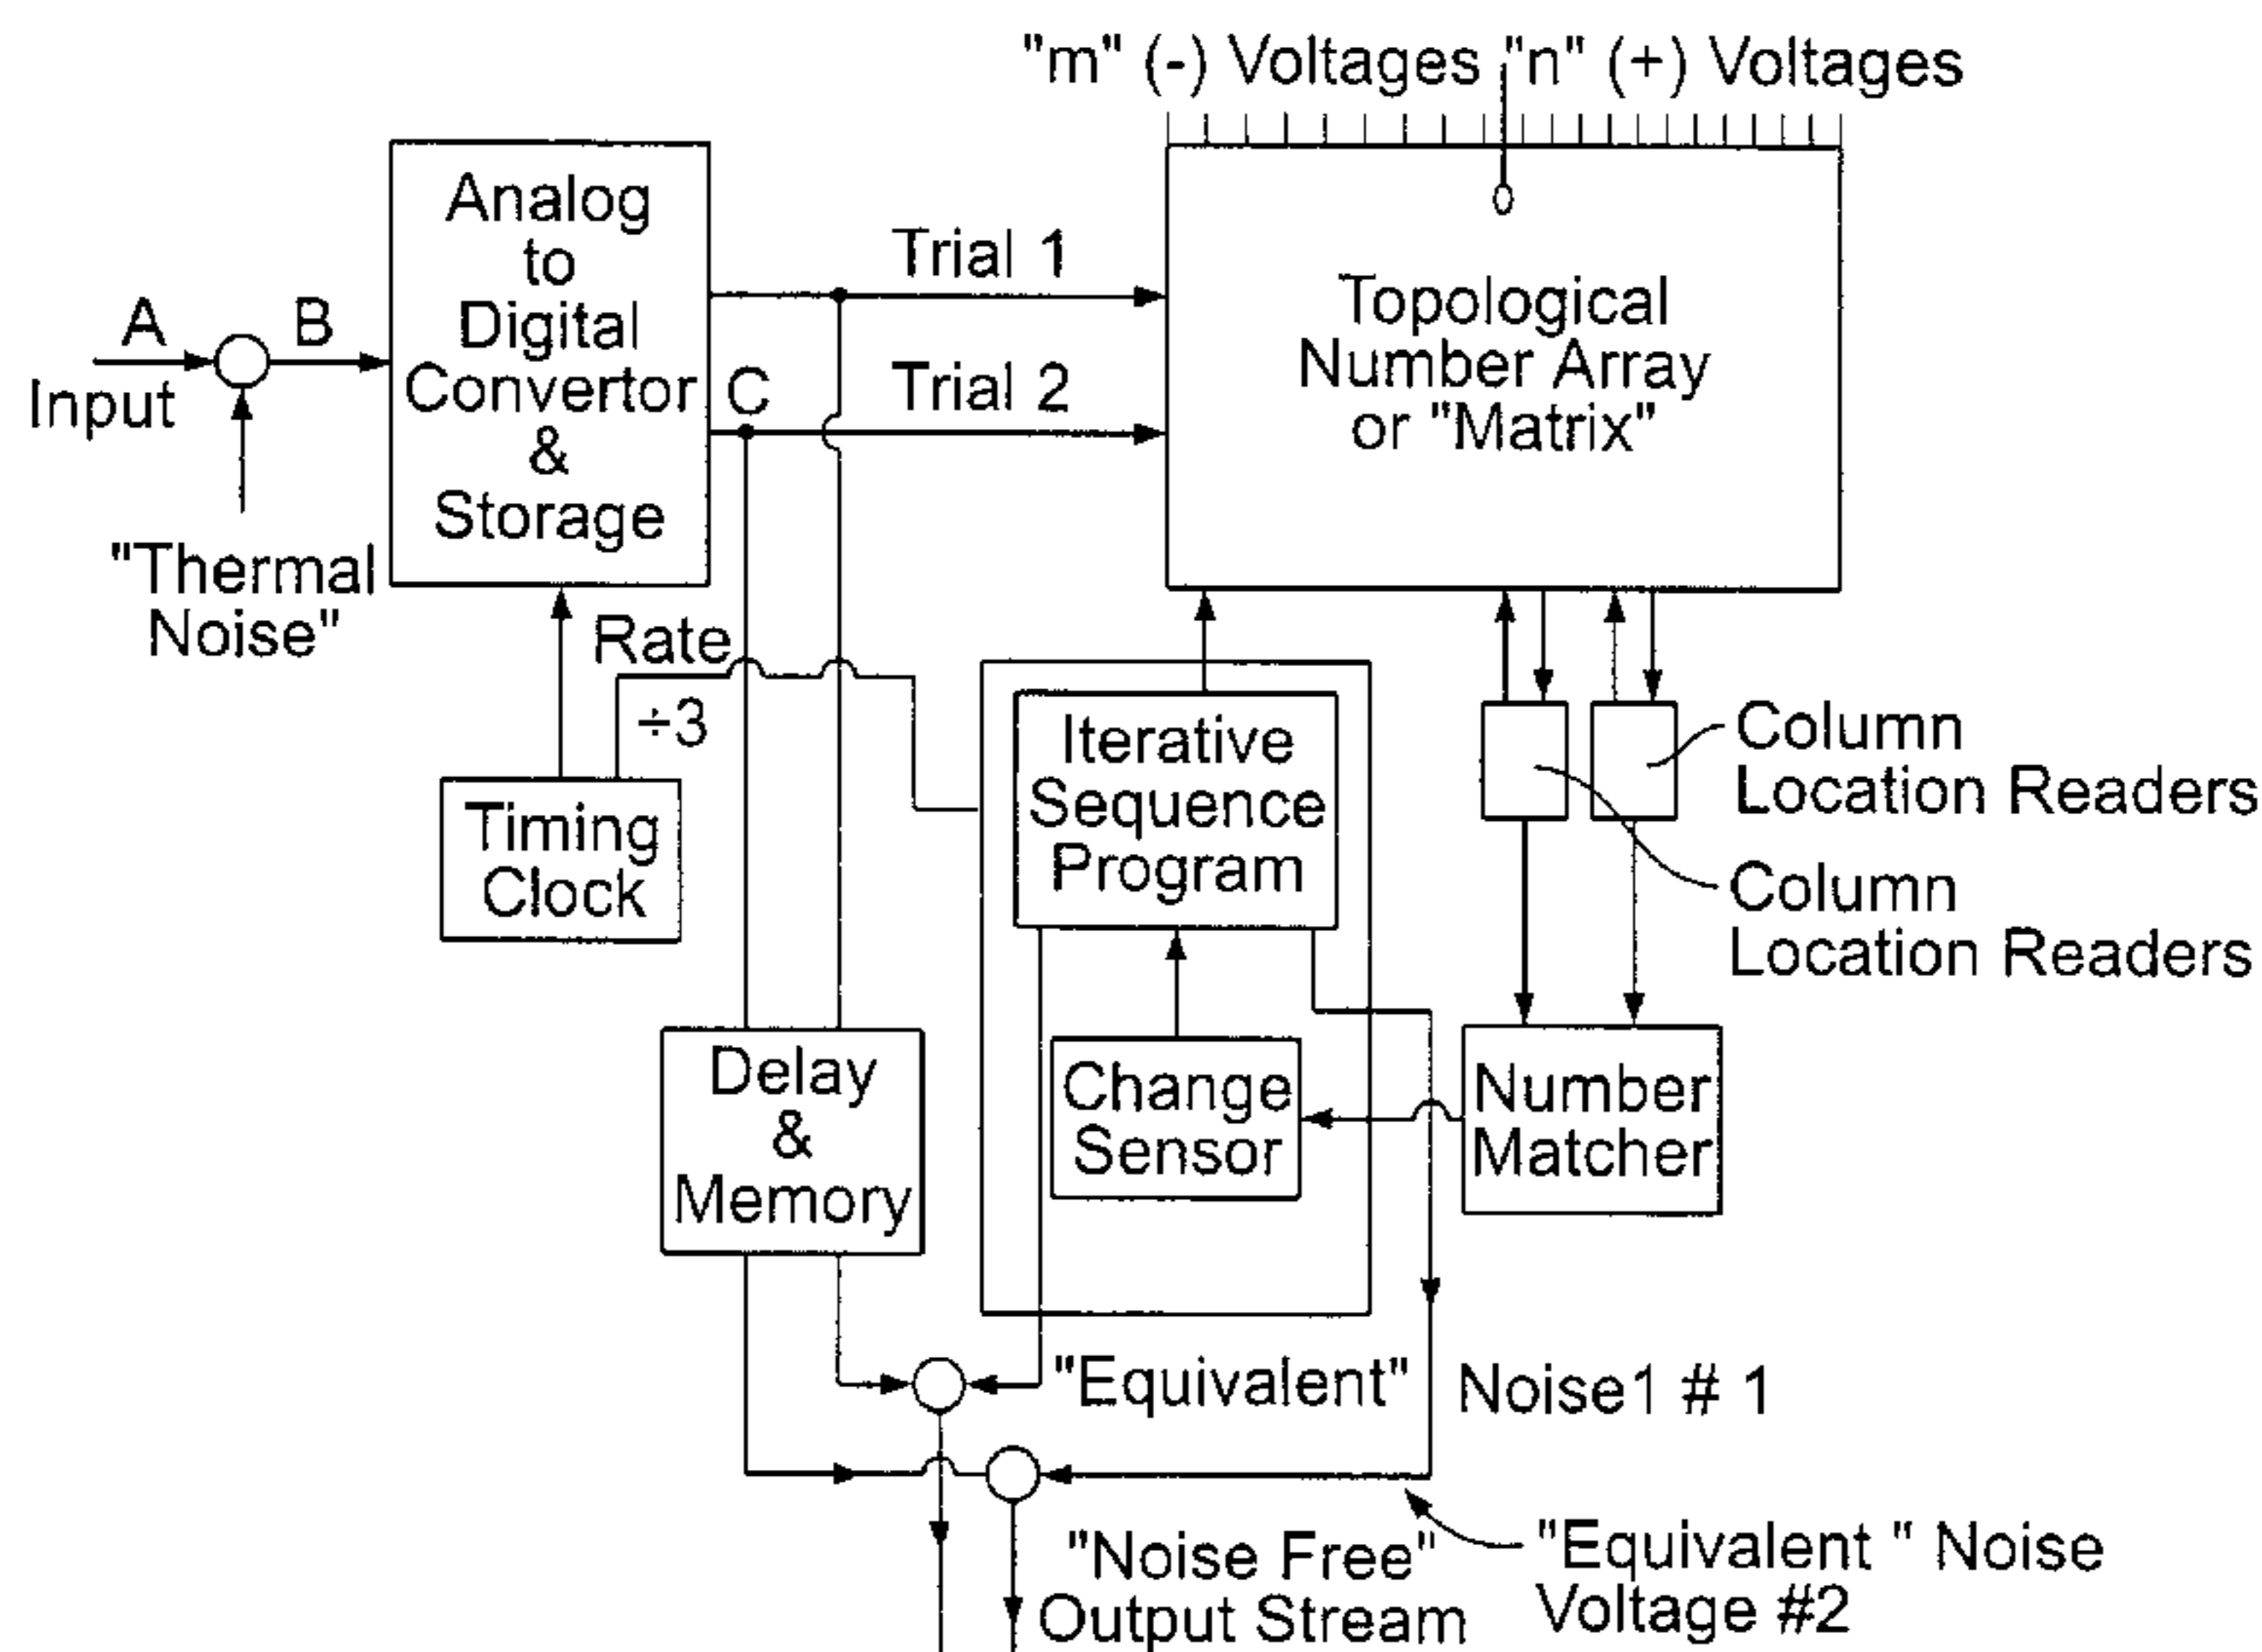 "m" (-) Voltages "n" (+) Voltages
0
Analog
to
Digital
Convertor
&
Storage
A
Input
B
"Thermal
Noise"
Trial 1
C
Trial 2
Topological
Number Array
or "Matrix"
Rate
÷3
Timing
Clock
Iterative
Sequence
Program
Column
Location Readers
Column
Location Readers
Delay
&
Memory
Change
Sensor
Number
Matcher
"Equivalent"
Noise1 # 1
"Noise Free"
Output Stream
"Equivalent " Noise
Voltage #2